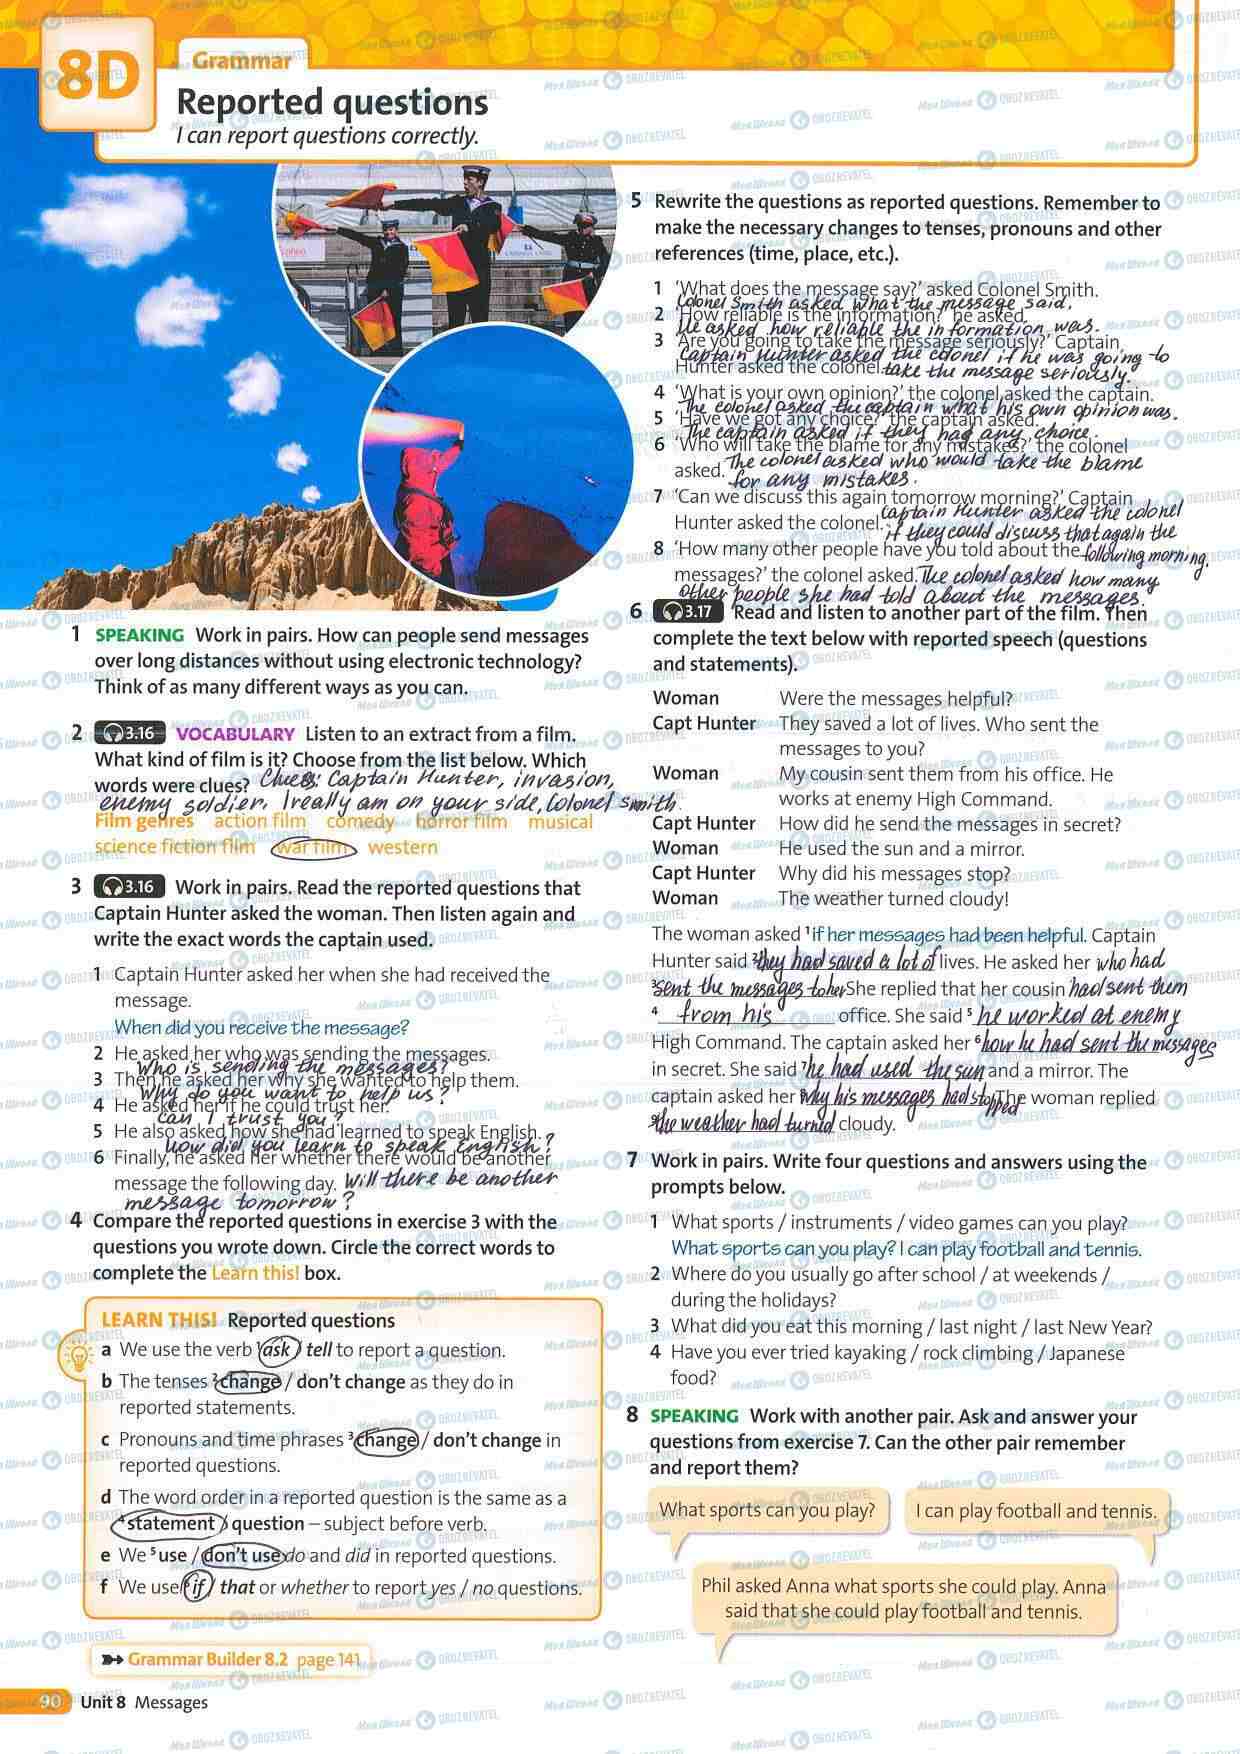 8D
Grammar
Reported questions
I can report questions correctly.
1 SPEAKING Work in pairs. How can people send messages
over long distances without using electronic technology?
Think of as many different ways as you can.
2 3.16 VOCABULARY Listen to an extract from a film.
What kind of film is it? Choose from the list below. Which
words were clues? Clues: Captain Hunter, invasion,
enemy soldier, I really am on your side, Colonel Smith.
Film genres action film comedy horror film musical
science fiction film war film western
3 3.16 Work in pairs. Read the reported questions that
Captain Hunter asked the woman. Then listen again and
write the exact words the captain used.
1 Captain Hunter asked her when she had received the
message.
When did you receive the message?
2 He asked her who was sending the messages.
Who is sending the messages?
3 Then he asked her why she wanted to help them.
Why do you want to help us?
4 He asked her if he could trust her.
Can I trust you?
5 He also asked how she had learned to speak English.
How did you learn to speak English?
6 Finally, he asked her whether there would be another
message the following day. Will there be another
message tomorrow?
4 Compare the reported questions in exercise 3 with the
questions you wrote down. Circle the correct words to
complete the Learn this! box.
LEARN THIS! Reported questions
a We use the verb 1ask / tell to report a question.
b The tenses 2change / don't change as they do in
reported statements.
c Pronouns and time phrases 3change / don't change in
reported questions.
d The word order in a reported question is the same as a
4statement / question – subject before verb.
e We 5use / don't use do and did in reported questions.
f We use 6if / that or whether to report yes / no questions.
Grammar Builder 8.2 page 141
90 Unit 8 Messages
5 Rewrite the questions as reported questions. Remember to
make the necessary changes to tenses, pronouns and other
references (time, place, etc.).
1 'What does the message say?' asked Colonel Smith.
Colonel Smith asked what the message said.
2 'How reliable is the information?' he asked.
He asked how reliable the information was.
3 'Are you going to take the message seriously?' Captain
Captain Hunter asked the colonel if he was going to
Hunter asked the colonel. take the message seriously.
4 'What is your own opinion?' the colonel asked the captain.
The colonel asked the captain what his own opinion was.
5 'Have we got any choice?' the captain asked.
The captain asked if they had any choice.
6 'Who will take the blame for any mistakes?' the colonel
asked. The colonel asked who would take the blame
for any mistakes.
7 'Can we discuss this again tomorrow morning?' Captain
Captain Hunter asked the colonel
Hunter asked the colonel. if they could discuss that again the
8 'How many other people have you told about the following morning.
messages?' the colonel asked. The colonel asked how many
other people she had told about the messages.
6 3.17 Read and listen to another part of the film. Then
complete the text below with reported speech (questions
and statements).
Woman Were the messages helpful?
Capt Hunter They saved a lot of lives. Who sent the
messages to you?
Woman My cousin sent them from his office. He
works at enemy High Command.
Capt Hunter How did he send the messages in secret?
Woman He used the sun and a mirror.
Capt Hunter Why did his messages stop?
Woman The weather turned cloudy!
The woman asked 1if her messages had been helpful. Captain
Hunter said 2they had saved a lot of lives. He asked her who had
3sent the messages to her She replied that her cousin had sent them
4 from his office. She said 5 he worked at enemy
High Command. The captain asked her 6how he had sent the messages
in secret. She said 7he had used the sun and a mirror. The
captain asked her 8why his messages had stopped The woman replied
9the weather had turned cloudy.
7 Work in pairs. Write four questions and answers using the
prompts below.
1 What sports / instruments / video games can you play?
What sports can you play? I can play football and tennis.
2 Where do you usually go after school / at weekends /
during the holidays?
3 What did you eat this morning / last night / last New Year?
4 Have you ever tried kayaking / rock climbing / Japanese
food?
8 SPEAKING Work with another pair. Ask and answer your
questions from exercise 7. Can the other pair remember
and report them?
What sports can you play?
I can play football and tennis.
Phil asked Anna what sports she could play. Anna
said that she could play football and tennis.